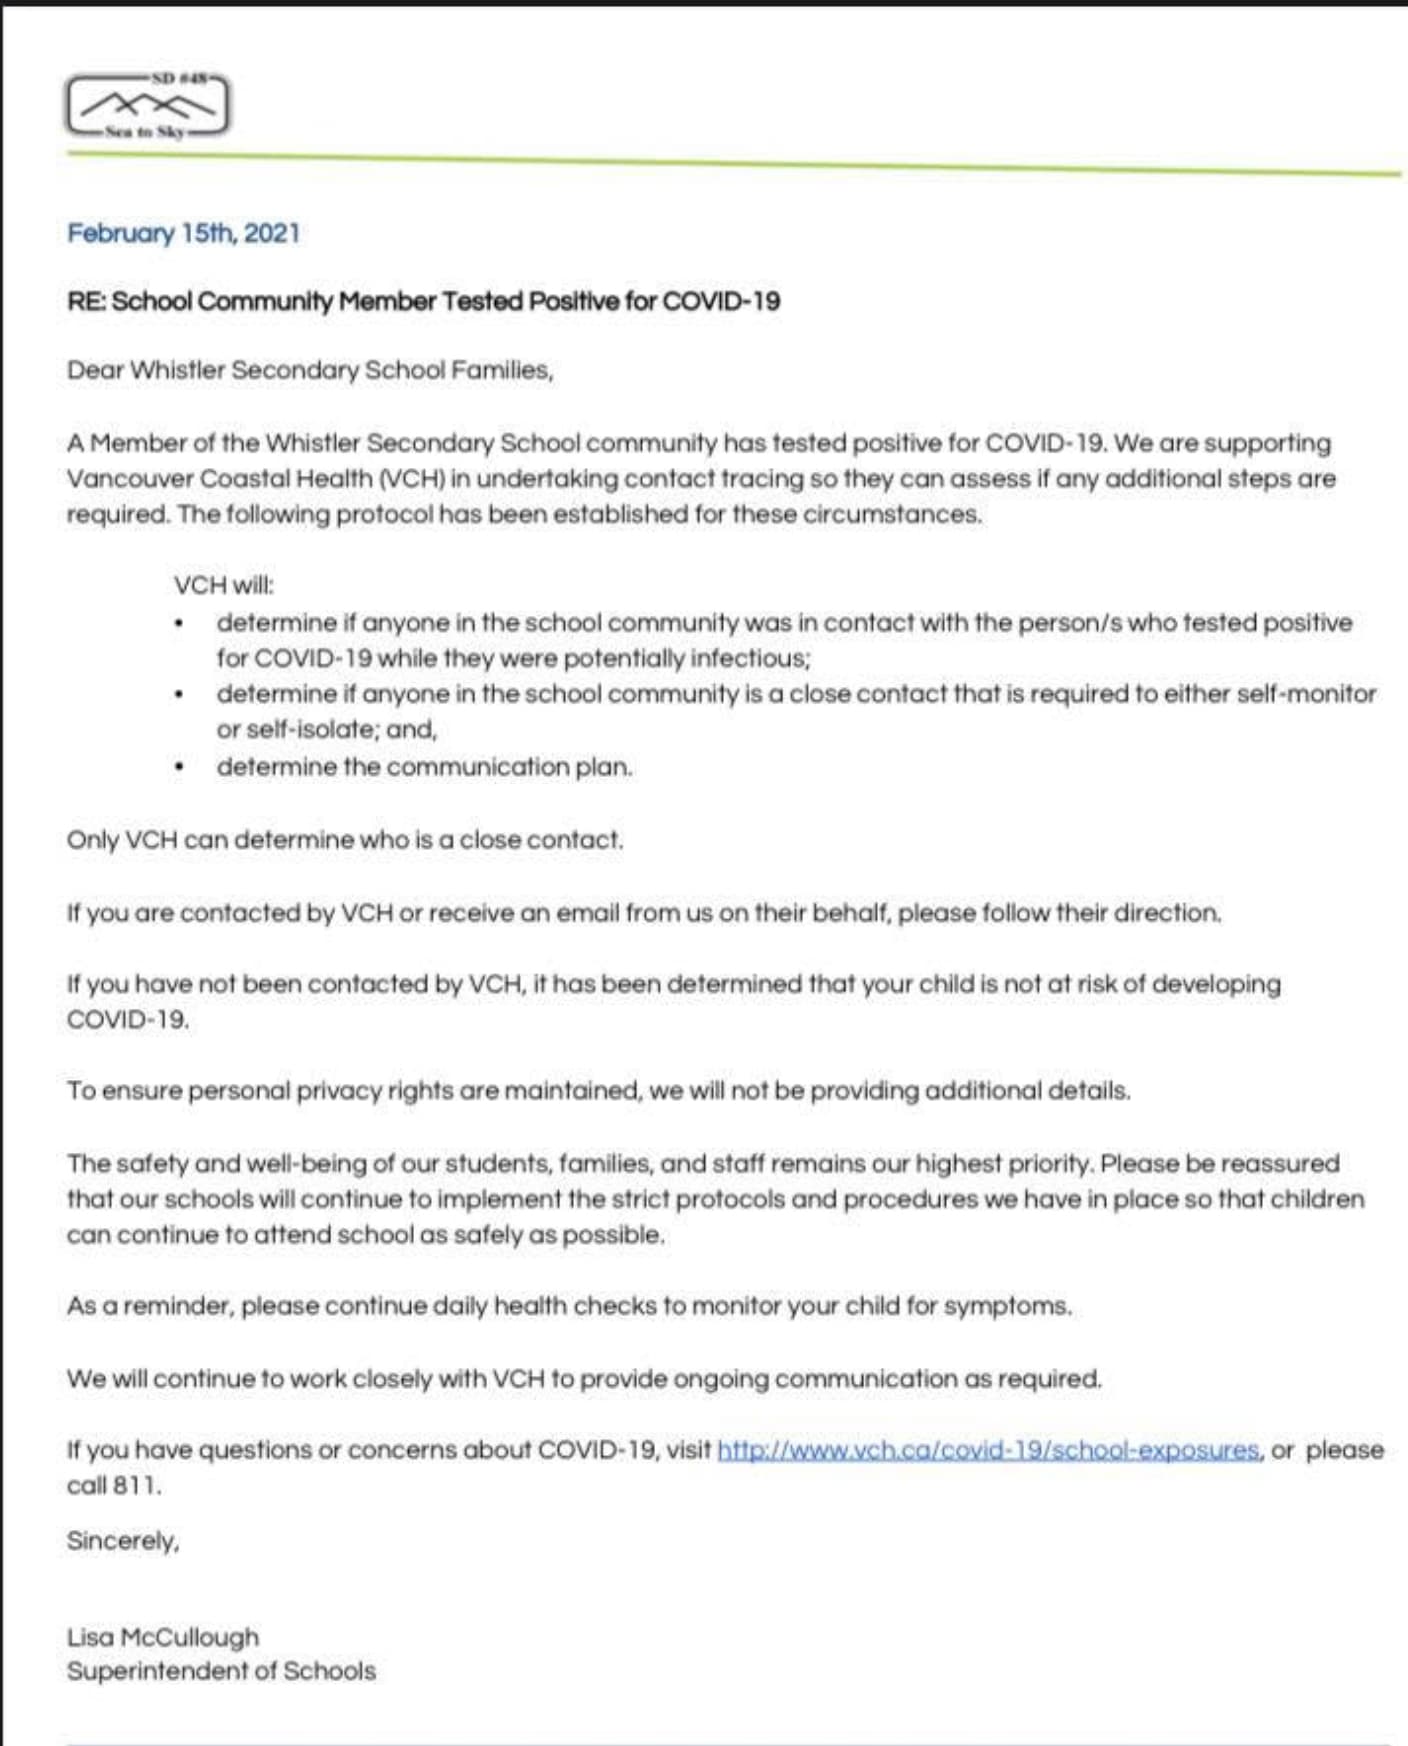 SD #48
Sea to Sky
February 15th, 2021
RE: School Community Member Tested Positive for COVID-19
Dear Whistler Secondary School Families,
A Member of the Whistler Secondary School community has tested positive for COVID-19. We are supporting
Vancouver Coastal Health (VCH) in undertaking contact tracing so they can assess if any additional steps are
required. The following protocol has been established for these circumstances.
VCH will:
• determine if anyone in the school community was in contact with the person/s who tested positive
for COVID-19 while they were potentially infectious;
• determine if anyone in the school community is a close contact that is required to either self-monitor
or self-isolate; and,
• determine the communication plan.
Only VCH can determine who is a close contact.
If you are contacted by VCH or receive an email from us on their behalf, please follow their direction.
If you have not been contacted by VCH, it has been determined that your child is not at risk of developing
COVID-19.
To ensure personal privacy rights are maintained, we will not be providing additional details.
The safety and well-being of our students, families, and staff remains our highest priority. Please be reassured
that our schools will continue to implement the strict protocols and procedures we have in place so that children
can continue to attend school as safely as possible.
As a reminder, please continue daily health checks to monitor your child for symptoms.
We will continue to work closely with VCH to provide ongoing communication as required.
If you have questions or concerns about COVID-19, visit http://www.vch.ca/covid-19/school-exposures, or please
call 811.
Sincerely,
Lisa McCullough
Superintendent of Schools